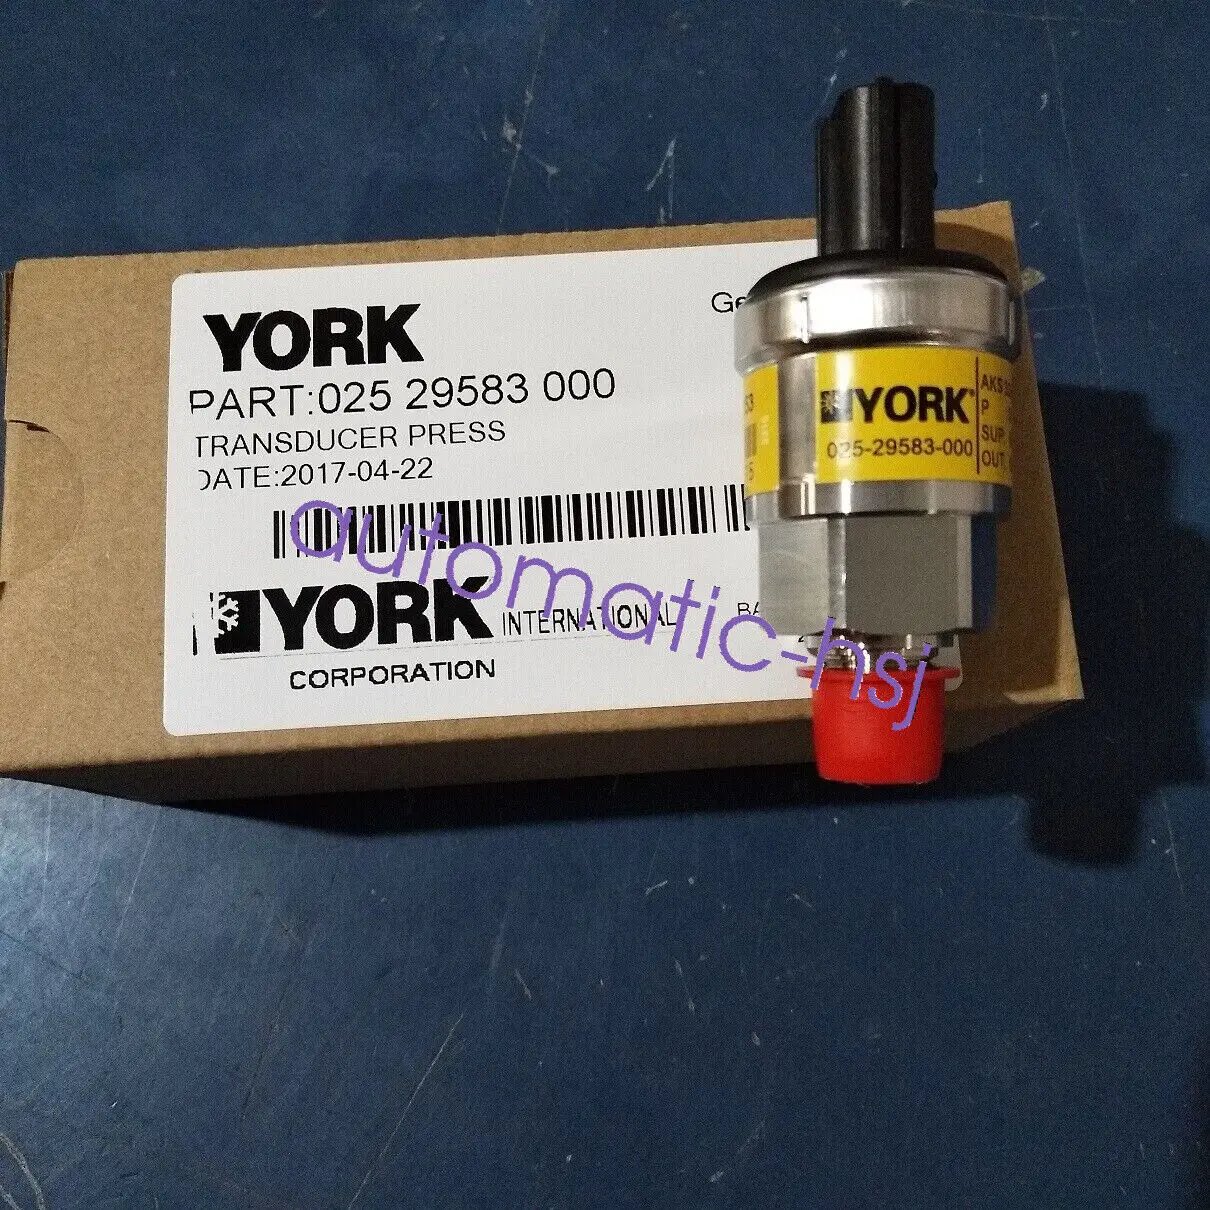 YORK
PART:025 29583 000
TRANSDUCER PRESS
DATE:2017-04-22
YORK INTERNATIONAL
CORPORATION
YORK
025-29583-000
P
SUP
OUT
automatic-hsj